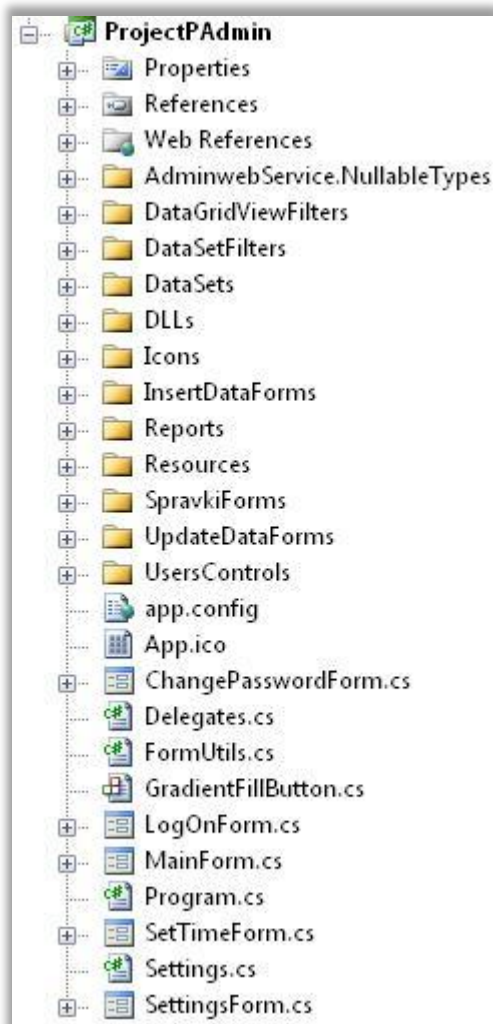 ProjectPAdmin
Properties
References
Web References
AdminwebService.NullableTypes
DataGridViewFilters
DataSetFilters
DataSets
DLLs
Icons
InsertDataForms
Reports
Resources
SpravkiForms
UpdateDataForms
UsersControls
app.config
App.ico
ChangePasswordForm.cs
Delegates.cs
FormUtils.cs
GradientFillButton.cs
LogOnForm.cs
MainForm.cs
Program.cs
SetTimeForm.cs
Settings.cs
SettingsForm.cs